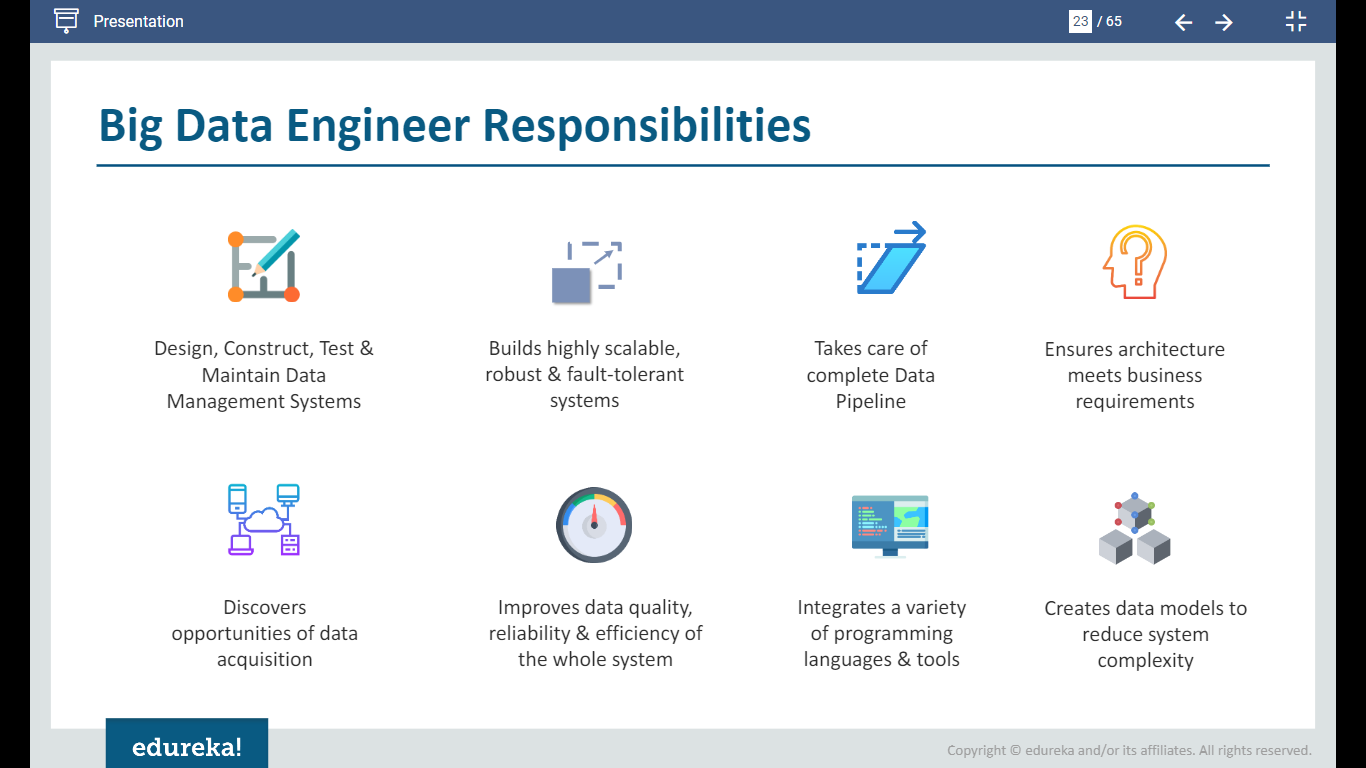 Presentation
23 / 65
Big Data Engineer Responsibilities
Design, Construct, Test &
Maintain Data
Management Systems
Builds highly scalable,
robust & fault-tolerant
systems
Takes care of
complete Data
Pipeline
Ensures architecture
meets business
requirements
Discovers
opportunities of data
acquisition
Improves data quality,
reliability & efficiency of
the whole system
Integrates a variety
of programming
languages & tools
Creates data models to
reduce system
complexity
edureka!
Copyright © edureka and/or its affiliates. All rights reserved.